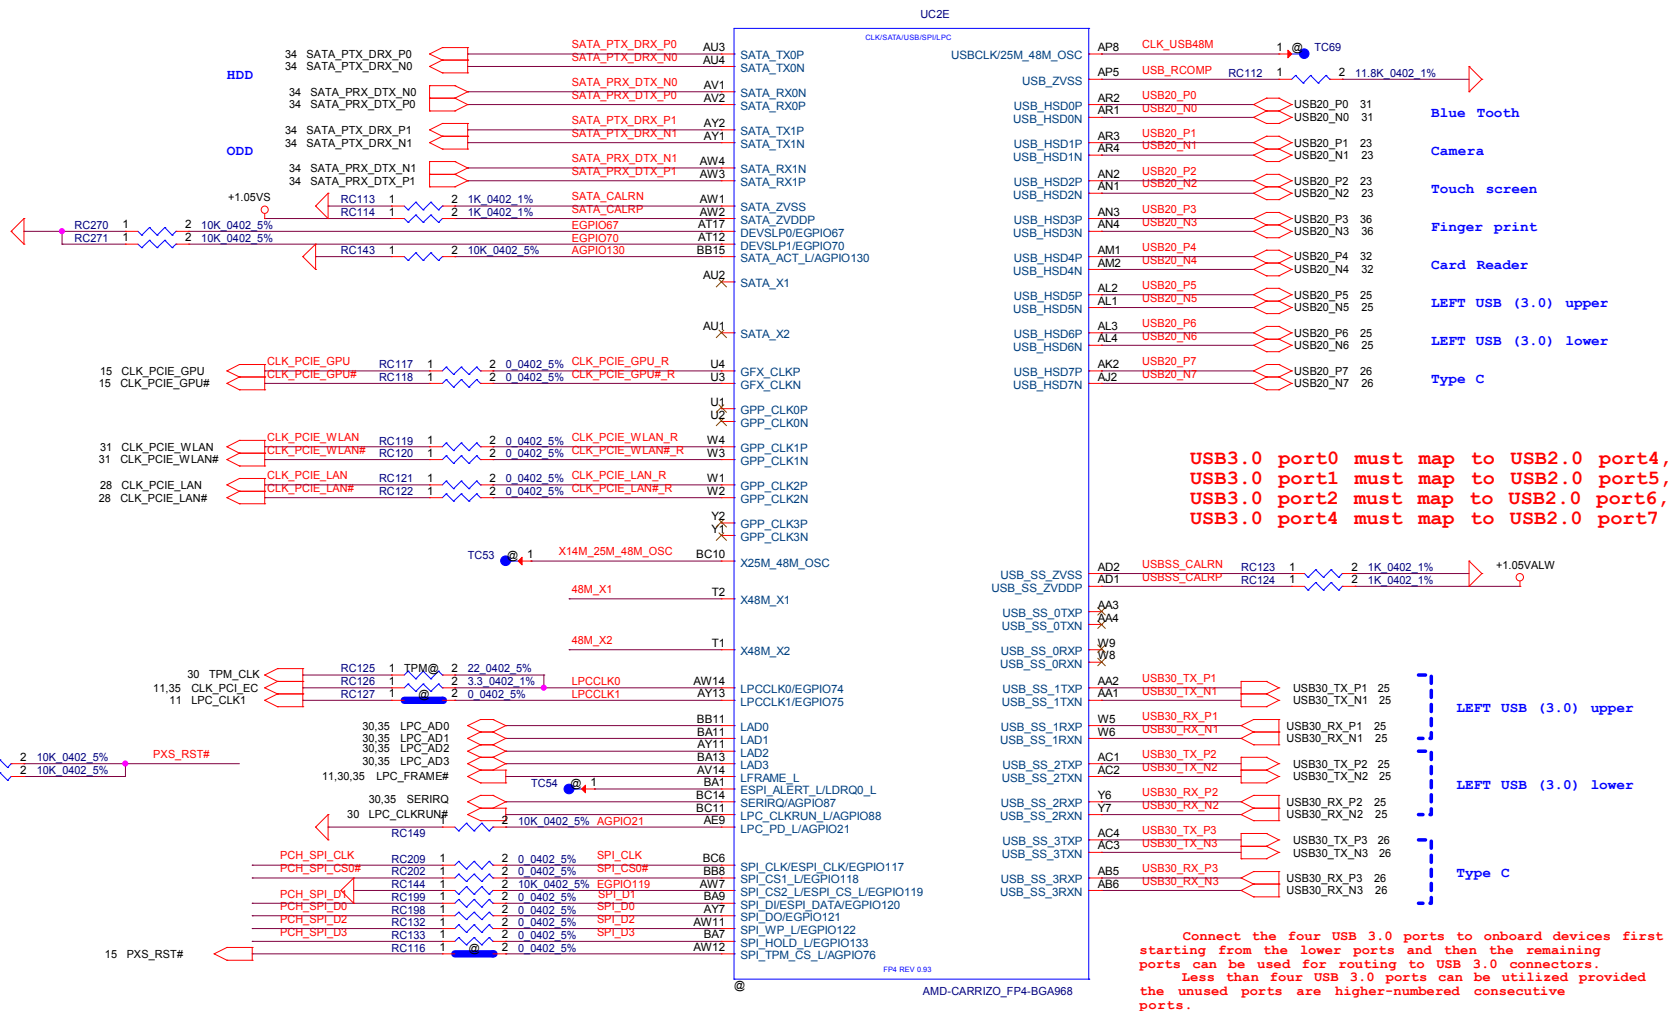 UC2E
CLK/SATA/USB/SPI/LPC
HDD
34 SATA_PTX_DRX_P0 SATA_PTX_DRX_P0 AU3 SATA_TX0P
34 SATA_PTX_DRX_N0 SATA_PTX_DRX_N0 AU4 SATA_TX0N
34 SATA_PRX_DTX_N0 SATA_PRX_DTX_N0 AV1 SATA_RX0N
34 SATA_PRX_DTX_P0 SATA_PRX_DTX_P0 AV2 SATA_RX0P
ODD
34 SATA_PTX_DRX_P1 SATA_PTX_DRX_P1 AY2 SATA_TX1P
34 SATA_PTX_DRX_N1 SATA_PTX_DRX_N1 AY1 SATA_TX1N
34 SATA_PRX_DTX_N1 SATA_PRX_DTX_N1 AW4 SATA_RX1N
34 SATA_PRX_DTX_P1 SATA_PRX_DTX_P1 AW3 SATA_RX1P
+1.05VS
RC113 1 2 1K_0402_1% SATA_CALRN AW1 SATA_ZVSS
RC114 1 2 1K_0402_1% SATA_CALRP AW2 SATA_ZVDDP
RC270 1 2 10K_0402_5% EGPIO67 AT17 DEVSLP0/EGPIO67
RC271 1 2 10K_0402_5% EGPIO70 AT12 DEVSLP1/EGPIO70
RC143 1 2 10K_0402_5% AGPIO130 BB15 SATA_ACT_L/AGPIO130
AU2 SATA_X1
AU1 SATA_X2
15 CLK_PCIE_GPU CLK_PCIE_GPU RC117 1 2 0_0402_5% CLK_PCIE_GPU_R U4 GFX_CLKP
15 CLK_PCIE_GPU# CLK_PCIE_GPU# RC118 1 2 0_0402_5% CLK_PCIE_GPU#_R U3 GFX_CLKN
U1 GPP_CLK0P
U2 GPP_CLK0N
31 CLK_PCIE_WLAN CLK_PCIE_WLAN RC119 1 2 0_0402_5% CLK_PCIE_WLAN_R W4 GPP_CLK1P
31 CLK_PCIE_WLAN# CLK_PCIE_WLAN# RC120 1 2 0_0402_5% CLK_PCIE_WLAN#_R W3 GPP_CLK1N
28 CLK_PCIE_LAN CLK_PCIE_LAN RC121 1 2 0_0402_5% CLK_PCIE_LAN_R W1 GPP_CLK2P
28 CLK_PCIE_LAN# CLK_PCIE_LAN# RC122 1 2 0_0402_5% CLK_PCIE_LAN#_R W2 GPP_CLK2N
Y2 GPP_CLK3P
Y1 GPP_CLK3N
TC53 @ 1 X14M_25M_48M_OSC BC10 X25M_48M_OSC
48M_X1 T2 X48M_X1
48M_X2 T1 X48M_X2
30 TPM_CLK RC125 1 TPM@ 2 22_0402_5%
11,35 CLK_PCI_EC RC126 1 2 3.3_0402_1% LPCCLK0 AW14 LPCCLK0/EGPIO74
11 LPC_CLK1 RC127 1 @ 2 0_0402_5% LPCCLK1 AY13 LPCCLK1/EGPIO75
30,35 LPC_AD0 BB11 LAD0
30,35 LPC_AD1 BA11 LAD1
30,35 LPC_AD2 AY11 LAD2
30,35 LPC_AD3 BA13 LAD3
11,30,35 LPC_FRAME# AV14 LFRAME_L
TC54 @ 1 BA1 ESPI_ALERT_L/LDRQ0_L
30,35 SERIRQ BC14 SERIRQ/AGPIO87
30 LPC_CLKRUN# BC11 LPC_CLKRUN_L/AGPIO88
RC149 1 2 10K_0402_5% AGPIO21 AE9 LPC_PD_L/AGPIO21
2 10K_0402_5% PXS_RST#
2 10K_0402_5%
PCH_SPI_CLK RC209 1 2 0_0402_5% SPI_CLK BC6 SPI_CLK/ESPI_CLK/EGPIO117
PCH_SPI_CS0# RC202 1 2 0_0402_5% SPI_CS0# BB8 SPI_CS1_L/EGPIO118
RC144 1 2 10K_0402_5% EGPIO119 AW7 SPI_CS2_L/ESPI_CS_L/EGPIO119
PCH_SPI_D1 RC199 1 2 0_0402_5% SPI_D1 BA9 SPI_DI/ESPI_DATA/EGPIO120
PCH_SPI_D0 RC198 1 2 0_0402_5% SPI_D0 AY7 SPI_DO/EGPIO121
PCH_SPI_D2 RC132 1 2 0_0402_5% SPI_D2 AW11 SPI_WP_L/EGPIO122
PCH_SPI_D3 RC133 1 2 0_0402_5% SPI_D3 BA7 SPI_HOLD_L/EGPIO133
15 PXS_RST# RC116 1 @ 2 0_0402_5% AW12 SPI_TPM_CS_L/AGPIO76
FP4 REV 0.93
@
AMD-CARRIZO_FP4-BGA968
USBCLK/25M_48M_OSC AP8 CLK_USB48M 1 @ TC69
USB_ZVSS AP5 USB_RCOMP RC112 1 2 11.8K_0402_1%
USB_HSD0P AR2 USB20_P0 USB20_P0 31
USB_HSD0N AR1 USB20_N0 USB20_N0 31
Blue Tooth
USB_HSD1P AR3 USB20_P1 USB20_P1 23
USB_HSD1N AR4 USB20_N1 USB20_N1 23
Camera
USB_HSD2P AN2 USB20_P2 USB20_P2 23
USB_HSD2N AN1 USB20_N2 USB20_N2 23
Touch screen
USB_HSD3P AN3 USB20_P3 USB20_P3 36
USB_HSD3N AN4 USB20_N3 USB20_N3 36
Finger print
USB_HSD4P AM1 USB20_P4 USB20_P4 32
USB_HSD4N AM2 USB20_N4 USB20_N4 32
Card Reader
USB_HSD5P AL2 USB20_P5 USB20_P5 25
USB_HSD5N AL1 USB20_N5 USB20_N5 25
LEFT USB (3.0) upper
USB_HSD6P AL3 USB20_P6 USB20_P6 25
USB_HSD6N AL4 USB20_N6 USB20_N6 25
LEFT USB (3.0) lower
USB_HSD7P AK2 USB20_P7 USB20_P7 26
USB_HSD7N AJ2 USB20_N7 USB20_N7 26
Type C
USB3.0 port0 must map to USB2.0 port4,
USB3.0 port1 must map to USB2.0 port5,
USB3.0 port2 must map to USB2.0 port6,
USB3.0 port4 must map to USB2.0 port7
+1.05VALW
USB_SS_ZVSS AD2 USBSS_CALRN RC123 1 2 1K_0402_1%
USB_SS_ZVDDP AD1 USBSS_CALRP RC124 1 2 1K_0402_1%
USB_SS_0TXP AA3
USB_SS_0TXN AA4
USB_SS_0RXP W9
USB_SS_0RXN W8
USB_SS_1TXP AA2 USB30_TX_P1 USB30_TX_P1 25
USB_SS_1TXN AA1 USB30_TX_N1 USB30_TX_N1 25
LEFT USB (3.0) upper
USB_SS_1RXP W5 USB30_RX_P1 USB30_RX_P1 25
USB_SS_1RXN W6 USB30_RX_N1 USB30_RX_N1 25
USB_SS_2TXP AC1 USB30_TX_P2 USB30_TX_P2 25
USB_SS_2TXN AC2 USB30_TX_N2 USB30_TX_N2 25
LEFT USB (3.0) lower
USB_SS_2RXP Y6 USB30_RX_P2 USB30_RX_P2 25
USB_SS_2RXN Y7 USB30_RX_N2 USB30_RX_N2 25
USB_SS_3TXP AC4 USB30_TX_P3 USB30_TX_P3 26
USB_SS_3TXN AC3 USB30_TX_N3 USB30_TX_N3 26
Type C
USB_SS_3RXP AB5 USB30_RX_P3 USB30_RX_P3 26
USB_SS_3RXN AB6 USB30_RX_N3 USB30_RX_N3 26
Connect the four USB 3.0 ports to onboard devices first
starting from the lower ports and then the remaining
ports can be used for routing to USB 3.0 connectors.
Less than four USB 3.0 ports can be utilized provided
the unused ports are higher-numbered consecutive
ports.